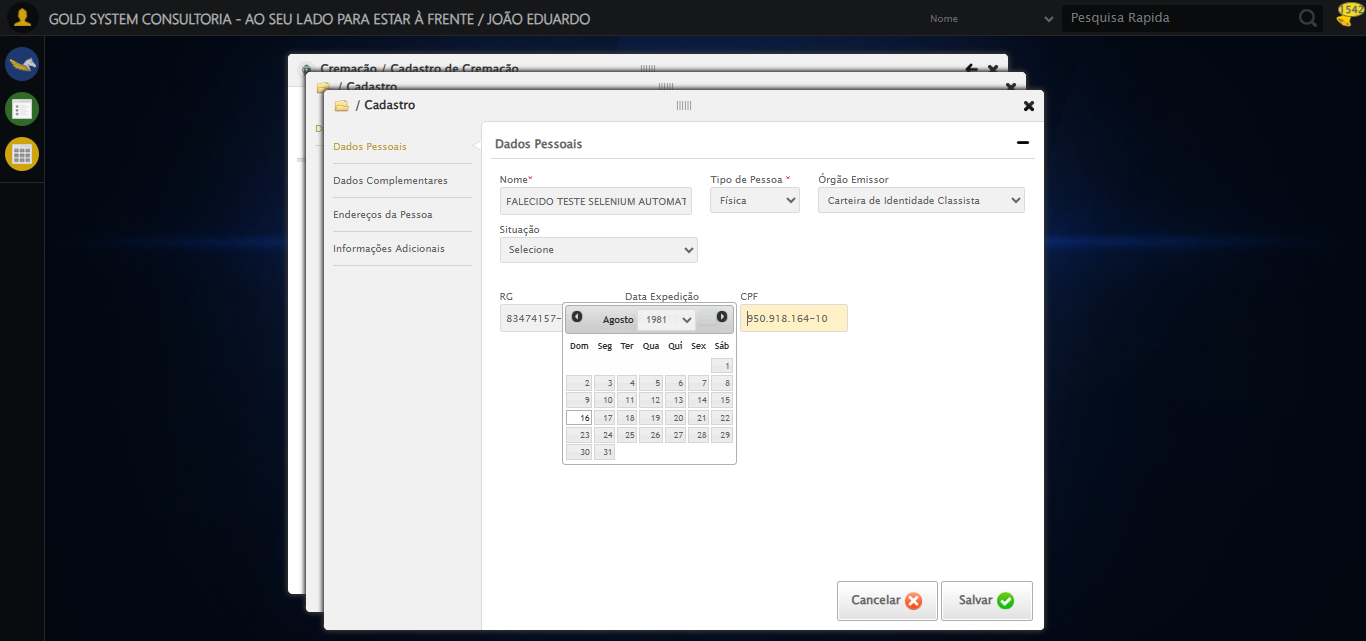 GOLD SYSTEM CONSULTORIA - AO SEU LADO PARA ESTAR À FRENTE / JOÃO EDUARDO
Nome
Pesquisa Rapida
1542
Cremação / Cadastro de Cremação
/ Cadastro
/ Cadastro
D
Dados Pessoais
Dados Complementares
Endereços da Pessoa
Informações Adicionais
Dados Pessoais
Nome* Tipo de Pessoa * Órgão Emissor
FALECIDO TESTE SELENIUM AUTOMAT Física Carteira de Identidade Classista
Situação
Selecione
RG Data Expedição CPF
83474157- 950.918.164-10
Agosto 1981
Dom Seg Ter Qua Qui Sex Sáb
1
2 3 4 5 6 7 8
9 10 11 12 13 14 15
16 17 18 19 20 21 22
23 24 25 26 27 28 29
30 31
Cancelar Salvar